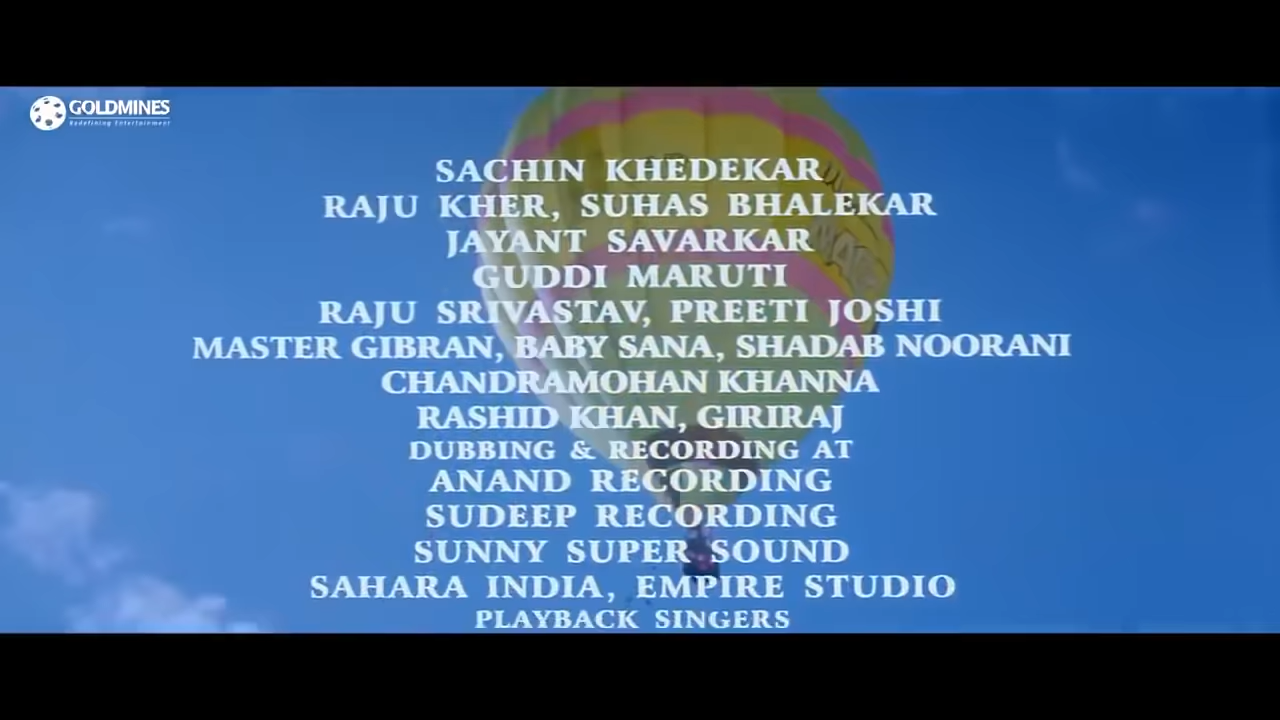 GOLDMINES
Redefining Entertainment
SACHIN KHEDEKAR
RAJU KHER, SUHAS BHALEKAR
JAYANT SAVARKAR
GUDDI MARUTI
RAJU SRIVASTAV, PREETI JOSHI
MASTER GIBRAN, BABY SANA, SHADAB NOORANI
CHANDRAMOHAN KHANNA
RASHID KHAN, GIRIRAJ
DUBBING & RECORDING AT
ANAND RECORDING
SUDEEP RECORDING
SUNNY SUPER SOUND
SAHARA INDIA, EMPIRE STUDIO
PLAYBACK SINGERS